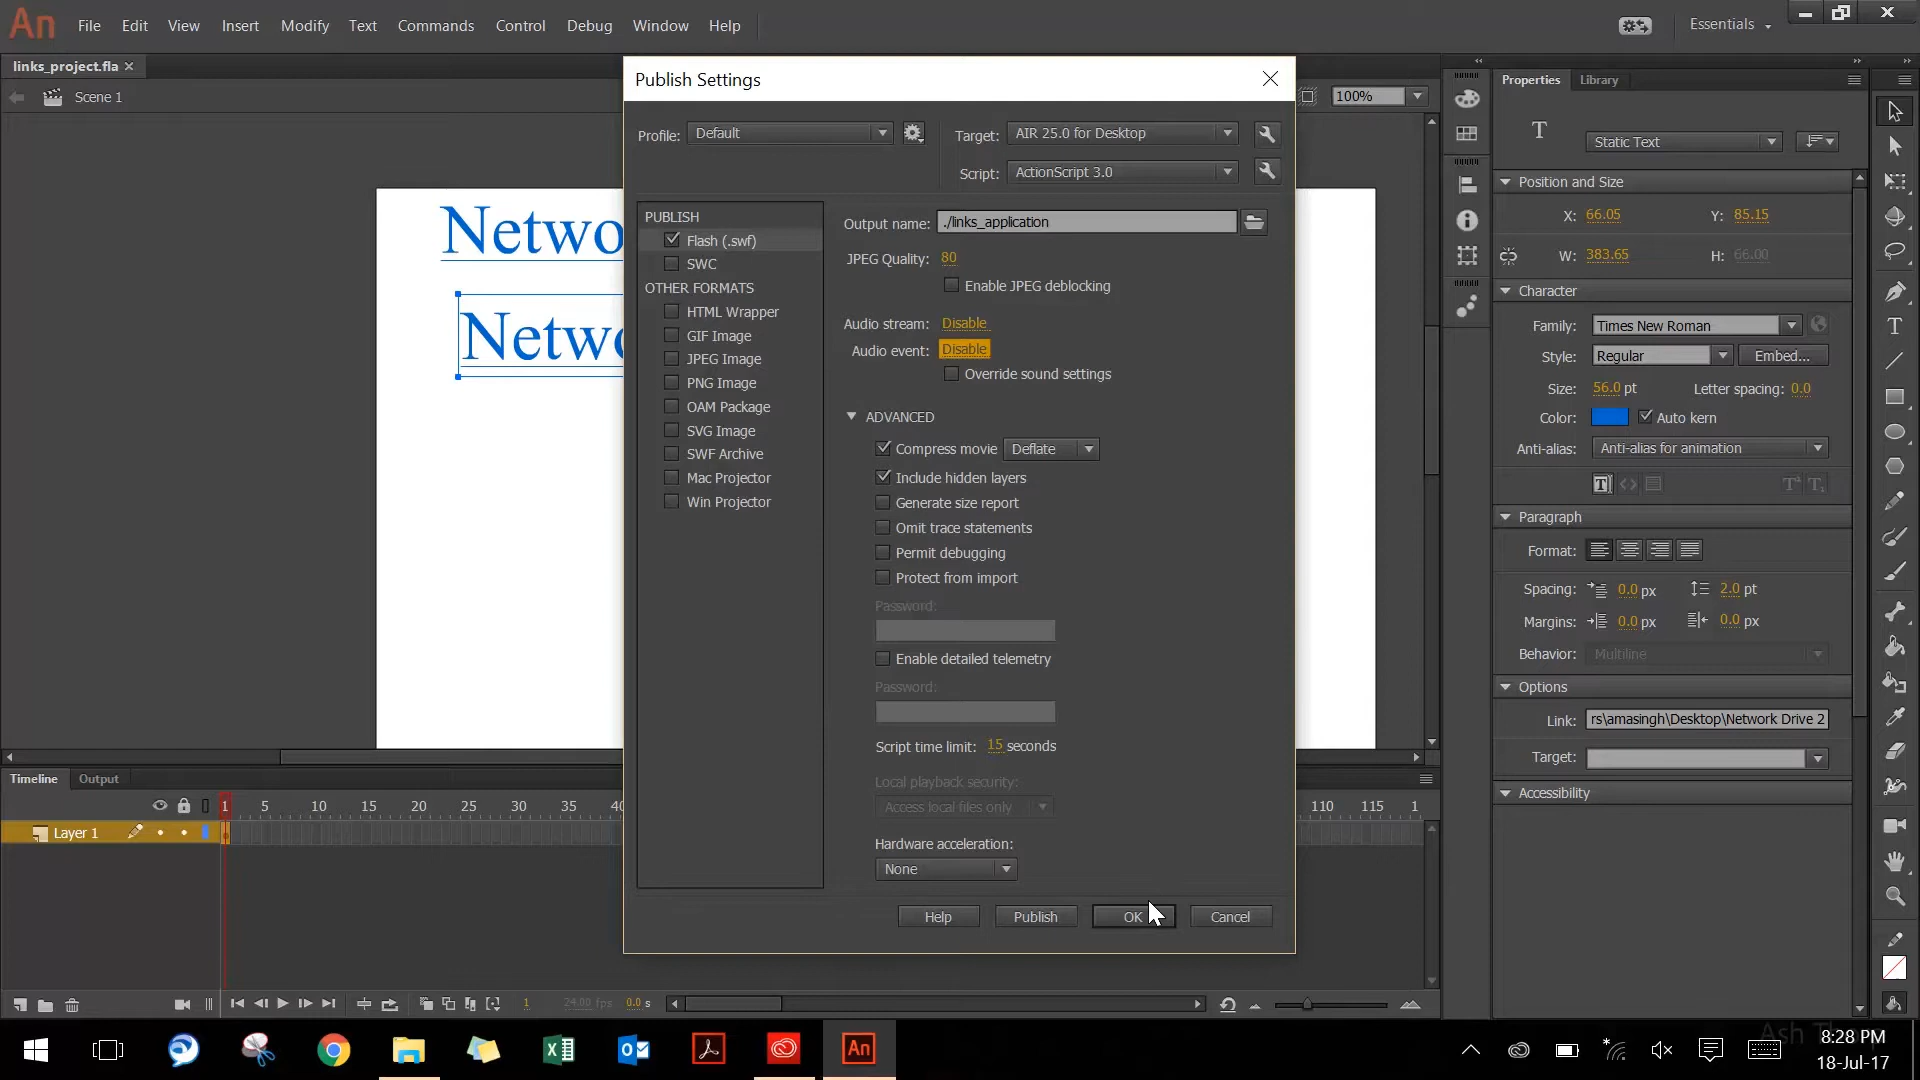 An File Edit View Insert Modify Text Commands Control Debug Window Help Essentials
links_project.fla
Scene 1
100%
Netwo
Netwo
Publish Settings
Profile: Default
Target: AIR 25.0 for Desktop
Script: ActionScript 3.0
PUBLISH
Flash (.swf)
SWC
OTHER FORMATS
HTML Wrapper
GIF Image
JPEG Image
PNG Image
OAM Package
SVG Image
SWF Archive
Mac Projector
Win Projector
Output name: ./links_application
JPEG Quality: 80
Enable JPEG deblocking
Audio stream: Disable
Audio event: Disable
Override sound settings
ADVANCED
Compress movie Deflate
Include hidden layers
Generate size report
Omit trace statements
Permit debugging
Protect from import
Password:
Enable detailed telemetry
Password:
Script time limit: 15 seconds
Local playback security:
Access local files only
Hardware acceleration:
None
Help Publish OK Cancel
Properties Library
T Static Text
Position and Size
X: 66.05 Y: 85.15
W: 383.65 H: 66.00
Character
Family: Times New Roman
Style: Regular Embed...
Size: 56.0 pt Letter spacing: 0.0
Color: Auto kern
Anti-alias: Anti-alias for animation
Paragraph
Format:
Spacing: 0.0 px 2.0 pt
Margins: 0.0 px 0.0 px
Behavior: Multiline
Options
Link: rs\amasingh\Desktop\Network Drive 2
Target:
Accessibility
Timeline Output
1 5 10 15 20 25 30 35 40 110 115 1
Layer 1
1 24.00 fps 0.0 s
An
8:28 PM
18-Jul-17